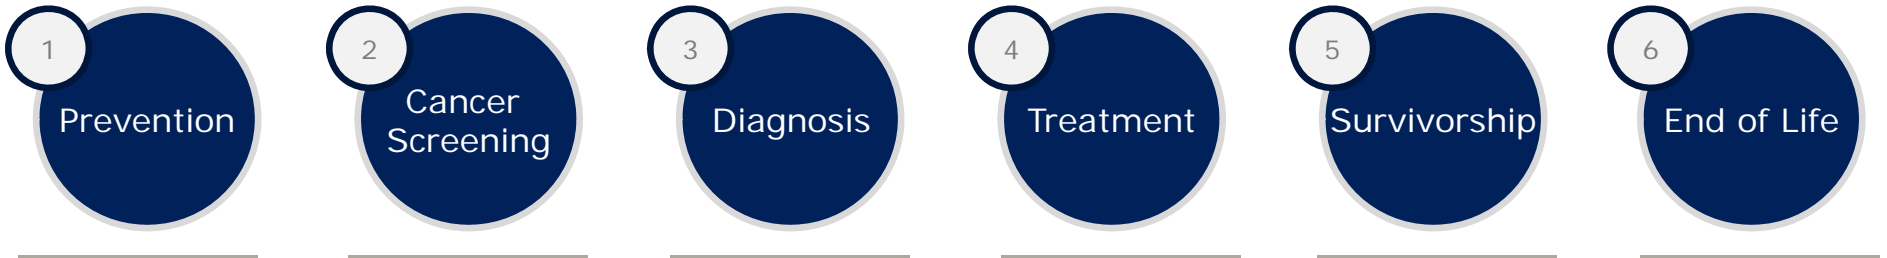 1
Prevention
2
Cancer
Screening
3
Diagnosis
4
Treatment
5
Survivorship
6
End of Life